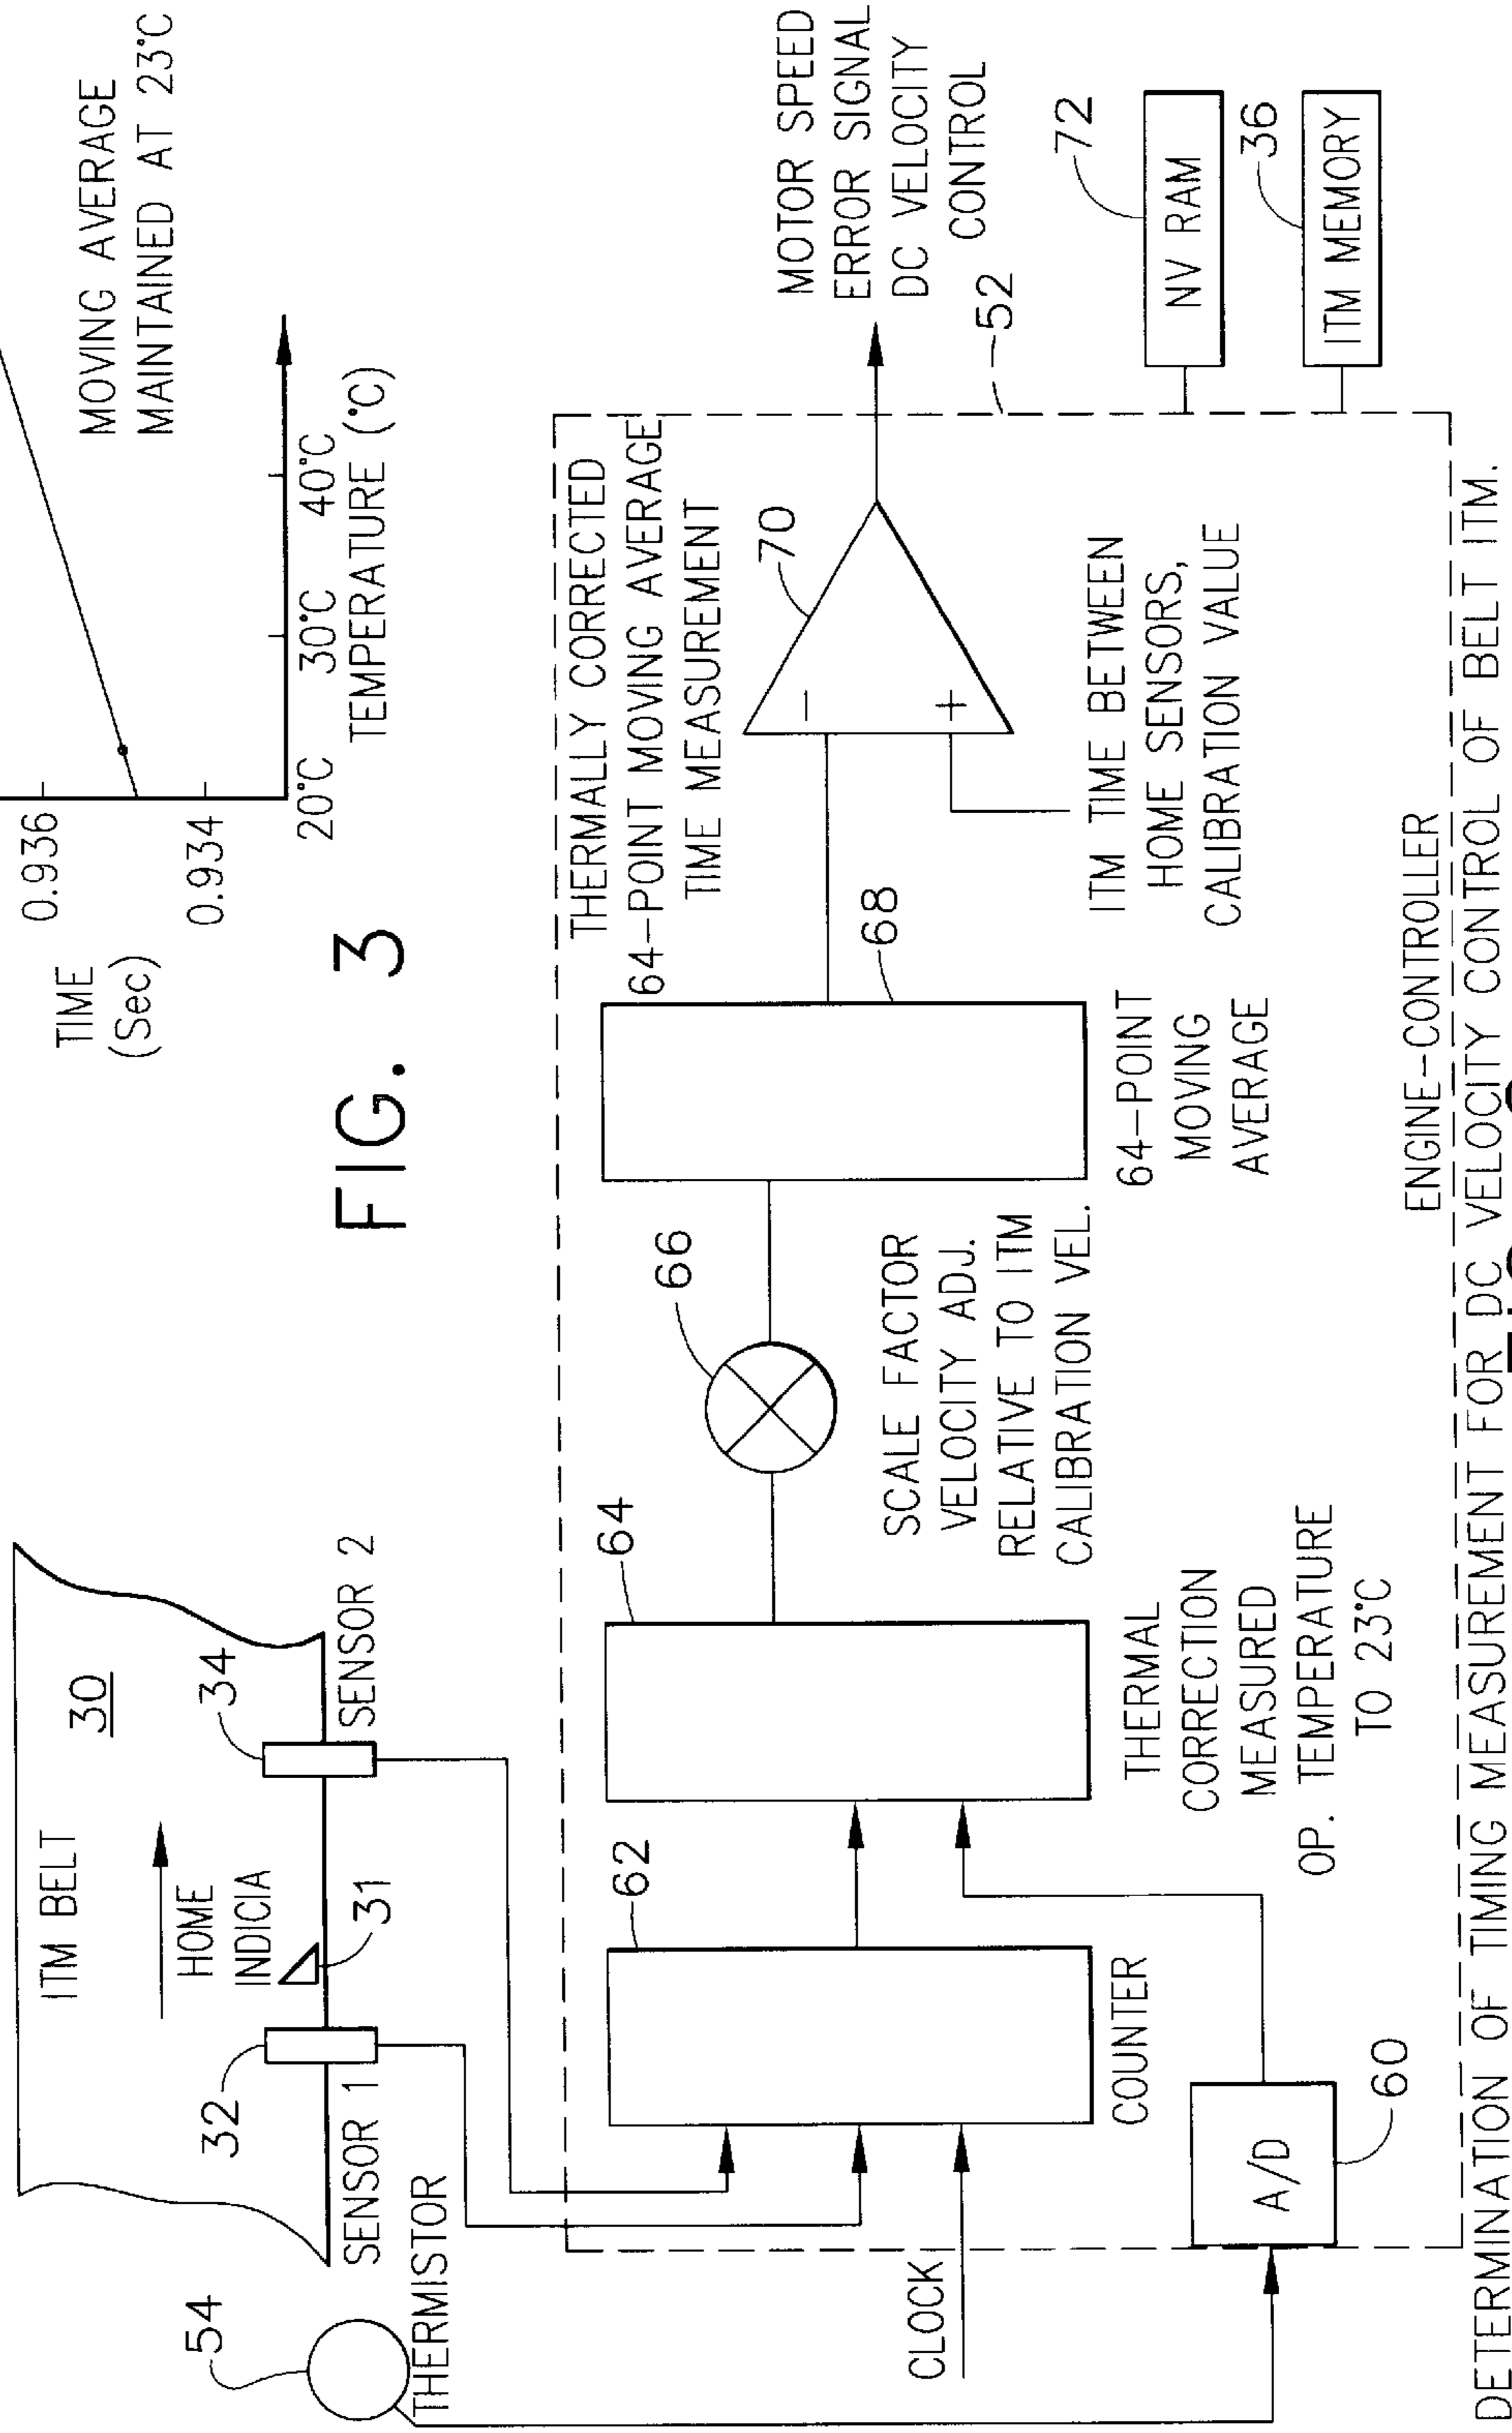 0.936
0.934
TIME
(Sec)
20°C
30°C
40°C
TEMPERATURE (°C)
MOVING AVERAGE
MAINTAINED AT 23°C
FIG. 3
ITM BELT
30
HOME
INDICIA
31
32
34
SENSOR 1
SENSOR 2
54
THERMISTOR
CLOCK
62
COUNTER
A/D
60
64
THERMAL
CORRECTION
MEASURED
OP. TEMPERATURE
TO 23°C
66
SCALE FACTOR
VELOCITY ADJ.
RELATIVE TO ITM
CALIBRATION VEL.
68
64-POINT
MOVING
AVERAGE
THERMALLY CORRECTED
64-POINT MOVING AVERAGE
TIME MEASUREMENT
70
−
+
ITM TIME BETWEEN
HOME SENSORS,
CALIBRATION VALUE
MOTOR SPEED
ERROR SIGNAL
DC VELOCITY
CONTROL
52
72
NV RAM
36
ITM MEMORY
ENGINE-CONTROLLER
DETERMINATION OF TIMING MEASUREMENT FOR DC VELOCITY CONTROL OF BELT ITM.